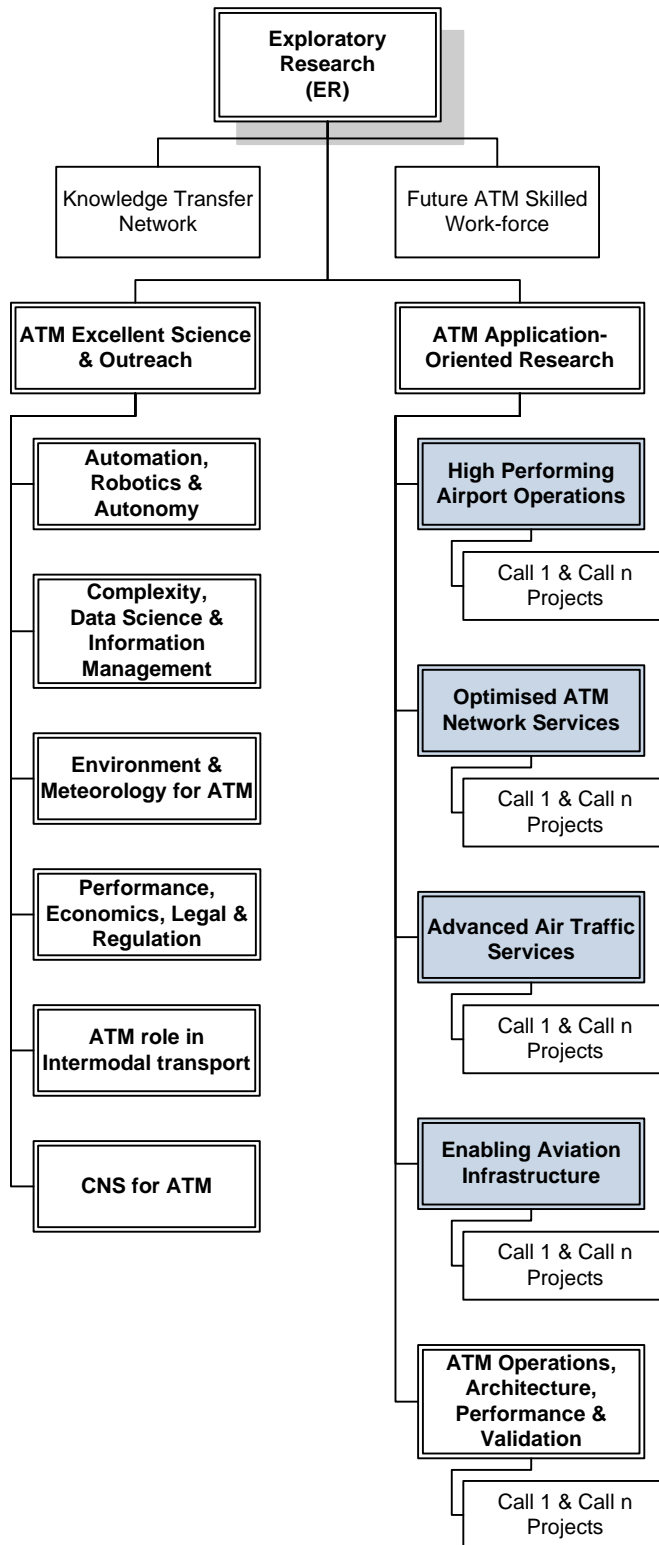 Exploratory
Research
(ER)
Knowledge Transfer
Network
Future ATM Skilled
Work-force
ATM Excellent Science
& Outreach
ATM Application-
Oriented Research
Automation,
Robotics &
Autonomy
Complexity,
Data Science &
Information
Management
Environment &
Meteorology for ATM
Performance,
Economics, Legal &
Regulation
ATM role in
Intermodal transport
CNS for ATM
High Performing
Airport Operations
Call 1 & Call n
Projects
Optimised ATM
Network Services
Call 1 & Call n
Projects
Advanced Air Traffic
Services
Call 1 & Call n
Projects
Enabling Aviation
Infrastructure
Call 1 & Call n
Projects
ATM Operations,
Architecture,
Performance &
Validation
Call 1 & Call n
Projects